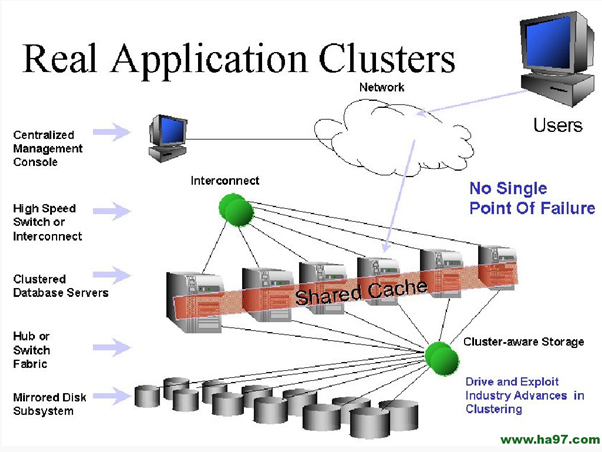 Real Application Clusters
Network
Users
Centralized
Management
Console
Interconnect
No Single
Point Of Failure
High Speed
Switch or
Interconnect
Clustered
Database Servers
Shared Cache
Hub or
Switch
Fabric
Cluster-aware Storage
Mirrored Disk
Subsystem
Drive and Exploit
Industry Advances in
Clustering
www.ha97.com